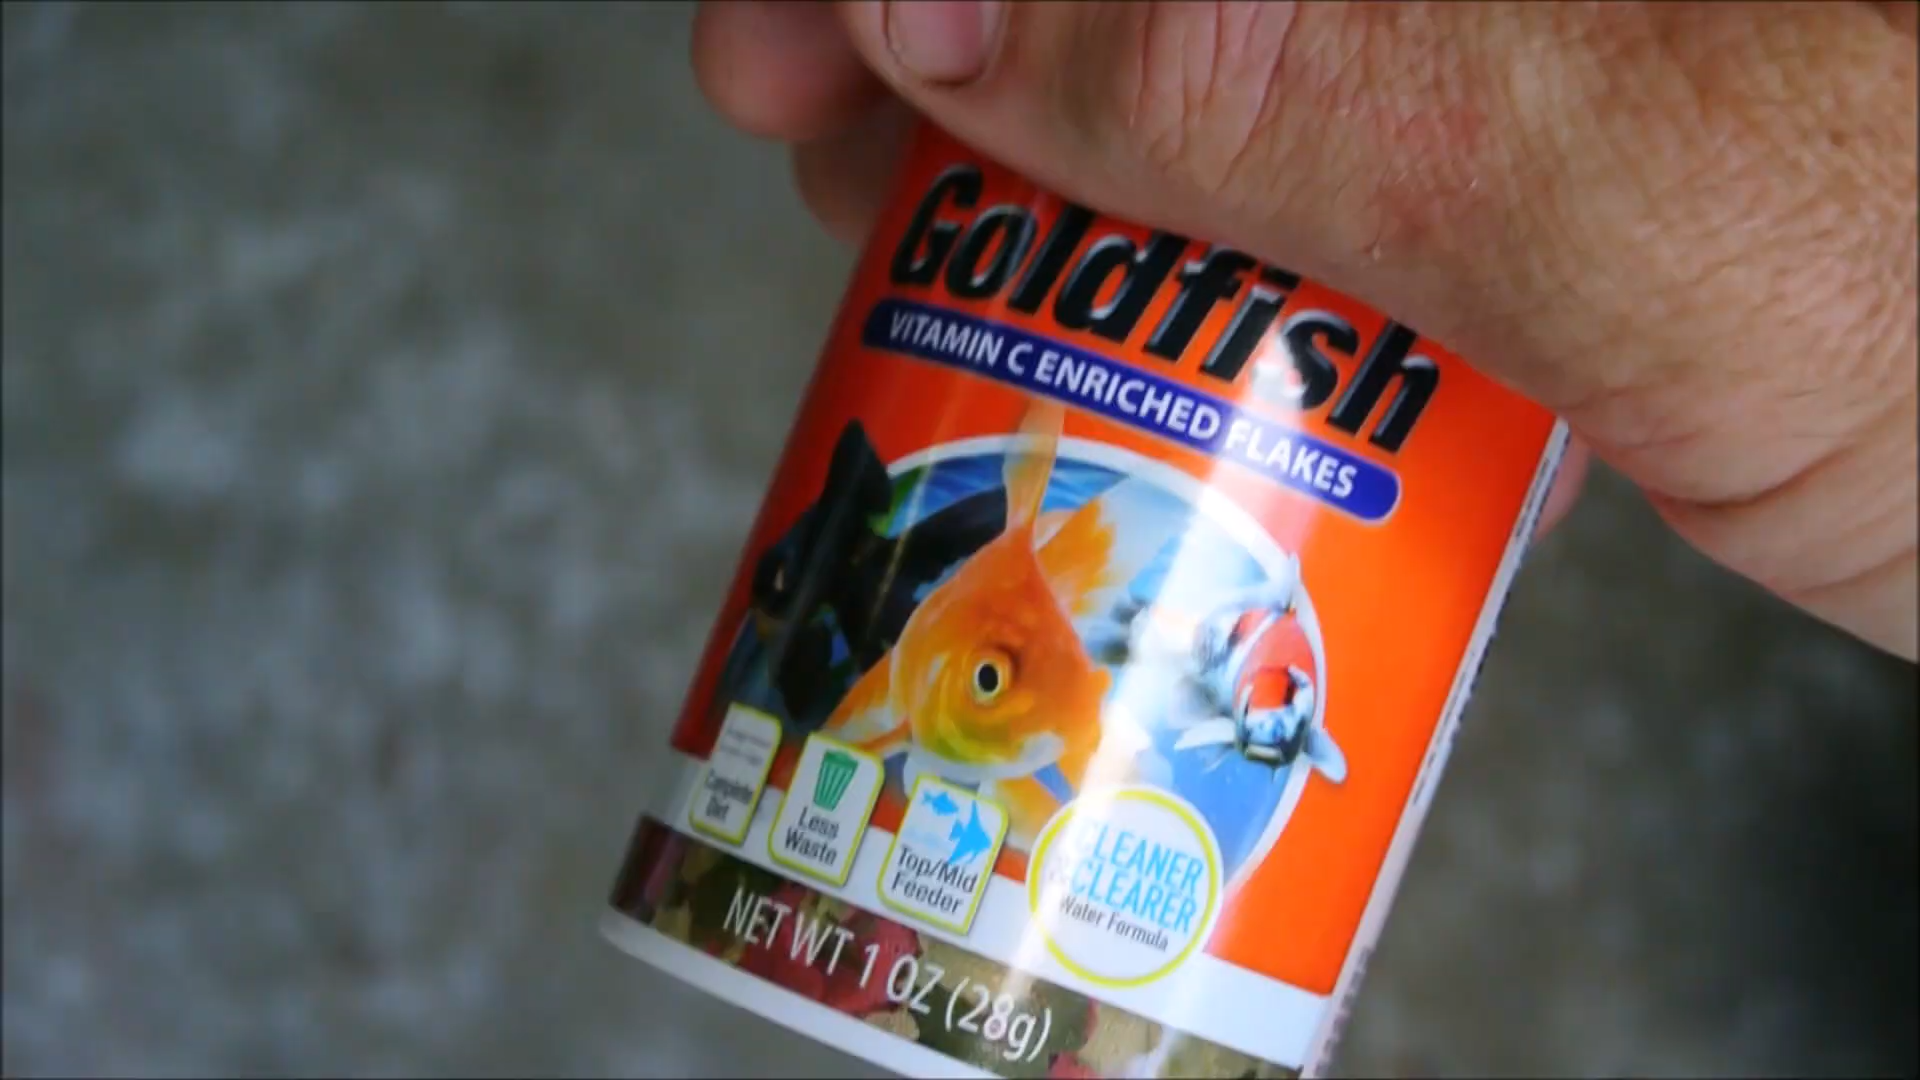 Goldfish
VITAMIN C ENRICHED FLAKES
Complete
Diet
Less
Waste
Top/Mid
Feeder
CLEANER
& CLEARER
Water Formula
NET WT 1 OZ (28g)